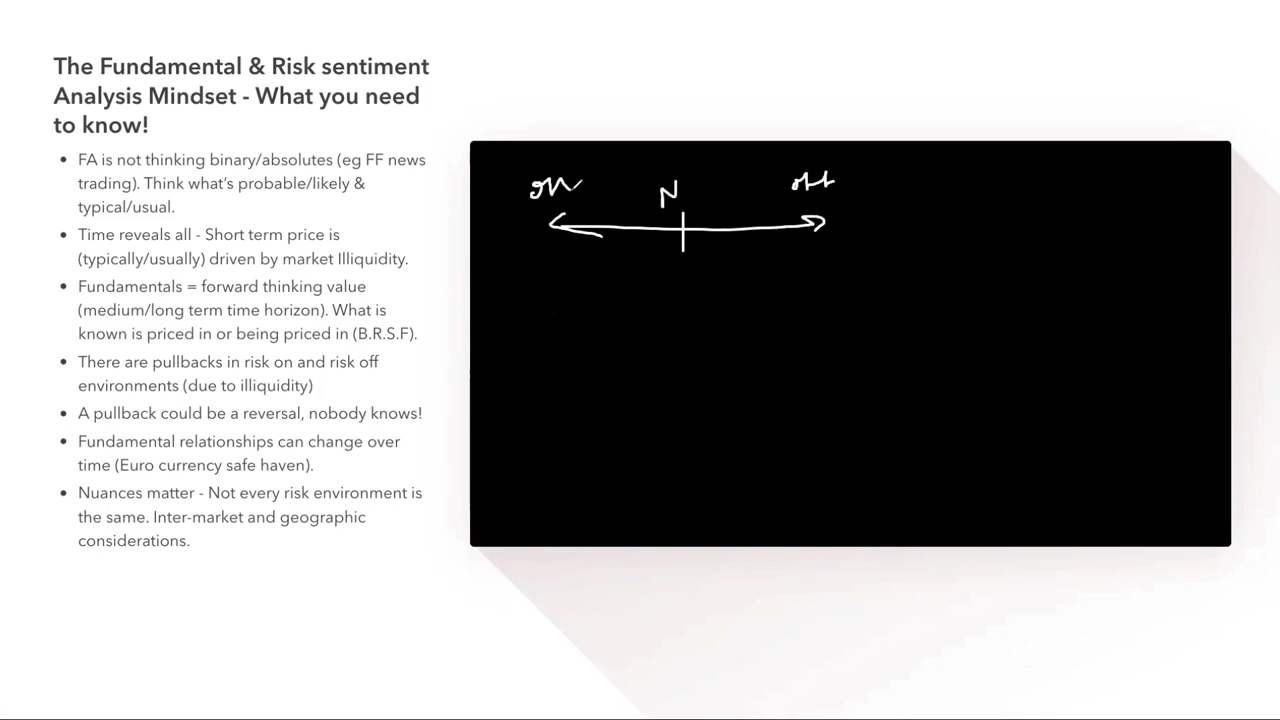 The Fundamental & Risk sentiment
Analysis Mindset - What you need
to know!
• FA is not thinking binary/absolutes (eg FF news
trading). Think what's probable/likely &
typical/usual.
• Time reveals all - Short term price is
(typically/usually) driven by market Illiquidity.
• Fundamentals = forward thinking value
(medium/long term time horizon). What is
known is priced in or being priced in (B.R.S.F).
• There are pullbacks in risk on and risk off
environments (due to illiquidity)
• A pullback could be a reversal, nobody knows!
• Fundamental relationships can change over
time (Euro currency safe haven).
• Nuances matter - Not every risk environment is
the same. Inter-market and geographic
considerations.
on N off